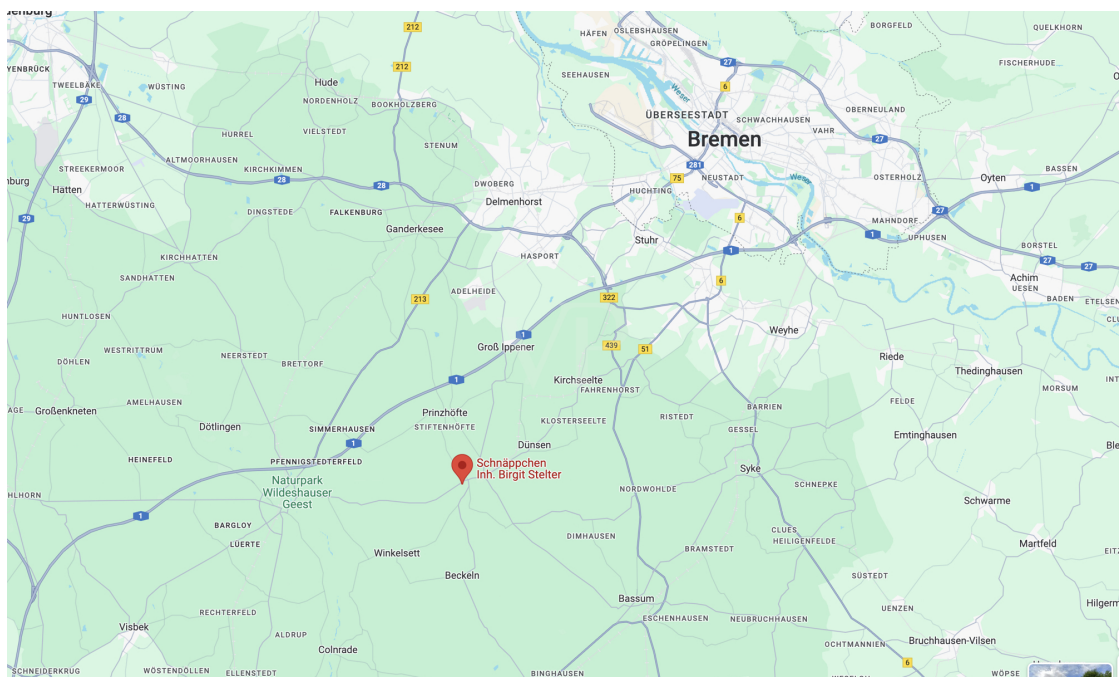 212
27
HÄFEN
OSLEBSHAUSEN
GRÖPELINGEN
BORGFELD
QUELKHORN
TWEELBÄKE
WÜSTING
Hude
NORDENHOLZ
BOOKHOLZBERG
212
SEEHAUSEN
Weser
6
FISCHERHUDE...
29
28
HURREL
VIELSTEDT
STENUM
ÜBERSEESTADT
SCHWACHHAUSEN
OBERNEULAND
VAHR
27
Bremen
STREEKERMOOR
ALTMOORHAUSEN
KIRCHKIMMEN
28
28
DWOBERG
281
75
NEUSTADT
HUCHTING
Weser
OSTERHOLZ
Oyten
1
BASSEN
Hatten
HATTERWÜSTING
29
DINGSTEDE
FALKENBURG
Delmenhorst
Ganderkesee
6
MAHNDORF
27
1
UPHUSEN
Stuhr
1
BORSTEL
27
27
KIRCHHATTEN
SANDHATTEN
HASPORT
6
Achim
UESEN
BADEN
ETELSEN
ADELHEIDE
213
322
HUNTLOSEN
1
Weyhe
WESTRITTRUM
DÖHLEN
NEERSTEDT
BRETTORF
Groß Ippener
439
51
Riede
Thedinghausen
MORSUM
1
Kirchseelte
FAHRENHORST
FELDE
Großenkneten
AMELHAUSEN
Prinzhöfte
STIFTENHÖFTE
KLOSTERSEELTE
RISTEDT
BARRIEN
GESSEL
Dötlingen
SIMMERHAUSEN
1
Dünsen
Emtinghausen
HEINEFELD
PFENNIGSTEDTERFELD
Schnäppchen
Inh. Birgit Stelter
Syke
Naturpark
Wildeshauser
Geest
NORDWOHLDE
SCHNEPKE
Schwarme
1
BARGLOY
LÜERTE
DIMHAUSEN
CLUES
HEILIGENFELDE
BRAMSTEDT
Martfeld
Winkelsett
Beckeln
SÜSTEDT
Bassum
ESCHENHAUSEN
NEUBRUCHHAUSEN
UENZEN
RECHTERFELD
Visbek
ALDRUP
Colnrade
OCHTMANNIEN
Bruchhausen-Vilsen
6
SCHNEIDERKRUG
WÖSTENDÖLLEN
ELLENSTEDT
BINGHAUSEN
WÖPSE